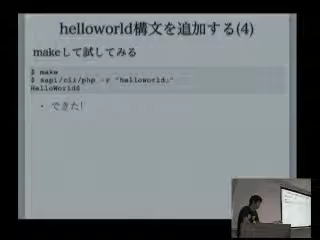 helloworld構文を追加する(4)
makeして試してみる
$ make
$ sapi/cli/php -r "helloworld;"
HelloWorld$
• できた!